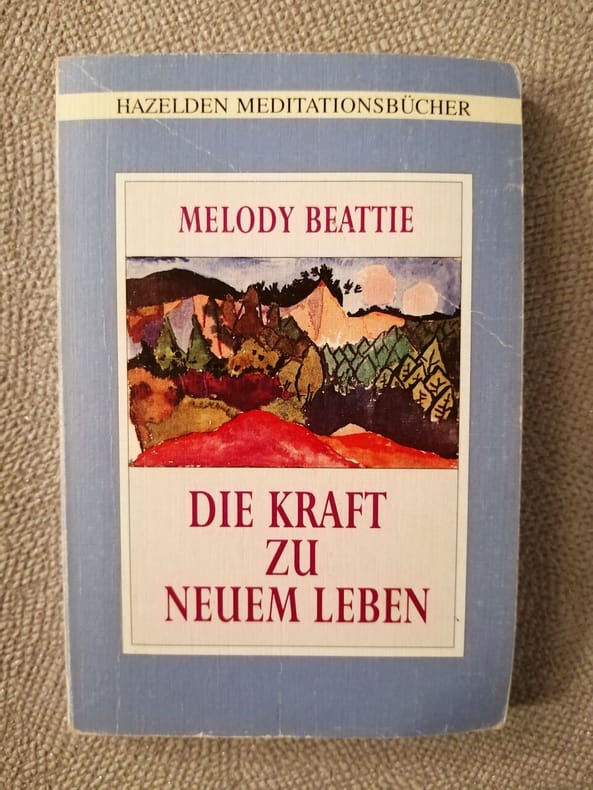 HAZELDEN MEDITATIONSBÜCHER
MELODY BEATTIE
DIE KRAFT
ZU
NEUEM LEBEN